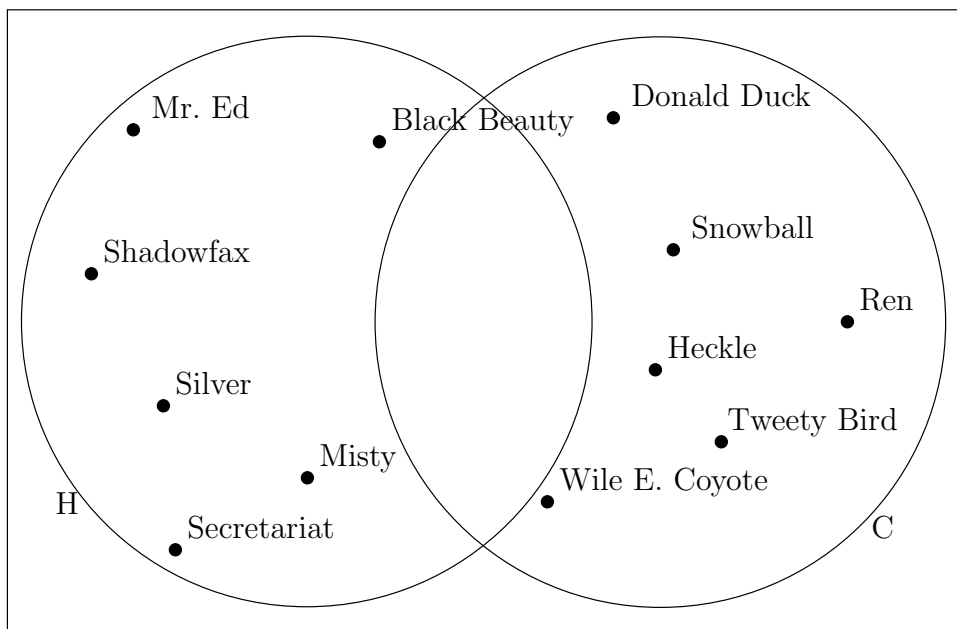 Mr. Ed
Black Beauty
Donald Duck
Shadowfax
Snowball
Ren
Heckle
Silver
Tweety Bird
Misty
Wile E. Coyote
H
Secretariat
C